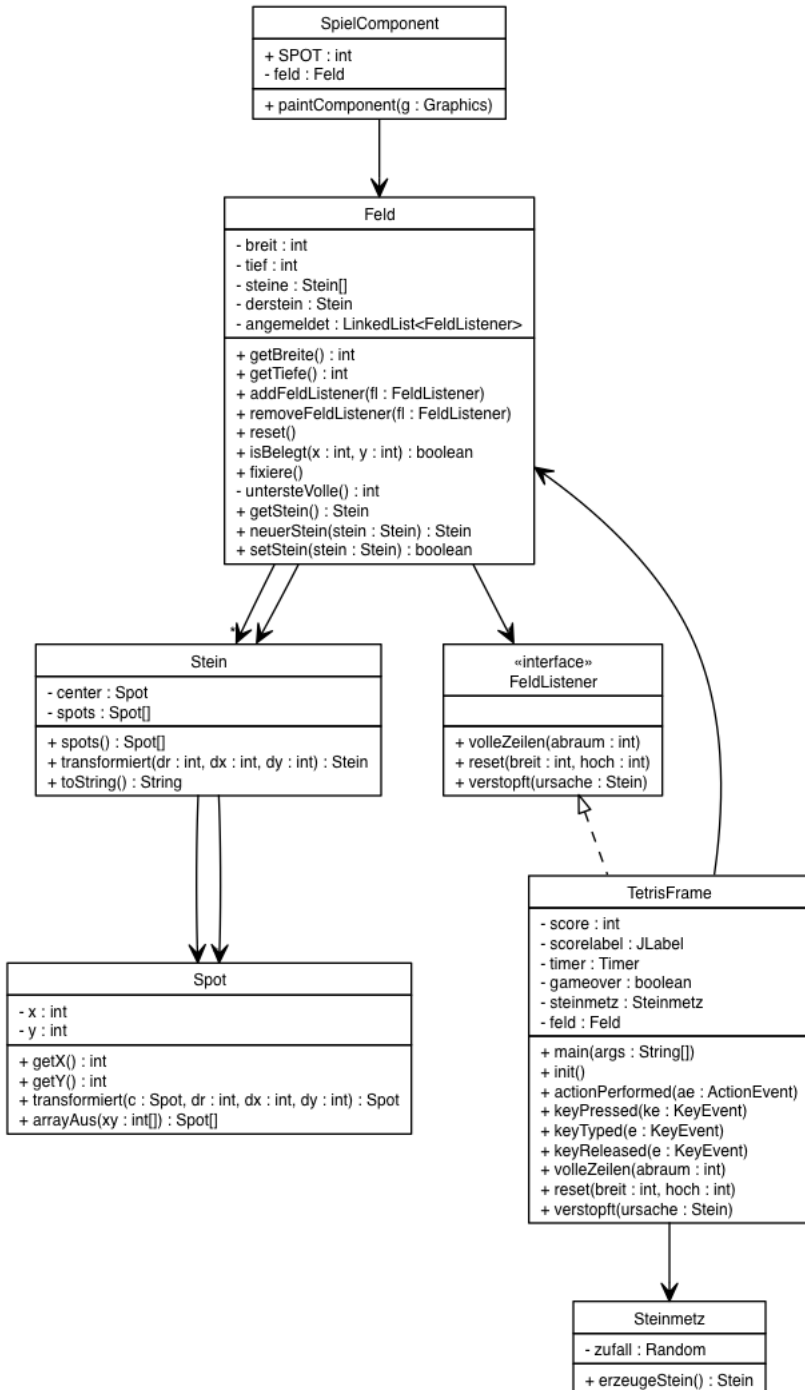 SpielComponent
+ SPOT : int
- feld : Feld
+ paintComponent(g : Graphics)
Feld
- breit : int
- tief : int
- steine : Stein[]
- derstein : Stein
- angemeldet : LinkedList<FeldListener>
+ getBreite() : int
+ getTiefe() : int
+ addFeldListener(fl : FeldListener)
+ removeFeldListener(fl : FeldListener)
+ reset()
+ isBelegt(x : int, y : int) : boolean
+ fixiere()
- untersteVolle() : int
+ getStein() : Stein
+ neuerStein(stein : Stein) : Stein
+ setStein(stein : Stein) : boolean
*
Stein
- center : Spot
- spots : Spot[]
+ spots() : Spot[]
+ transformiert(dr : int, dx : int, dy : int) : Stein
+ toString() : String
«interface»
FeldListener
+ volleZeilen(abraum : int)
+ reset(breit : int, hoch : int)
+ verstopft(ursache : Stein)
Spot
- x : int
- y : int
+ getX() : int
+ getY() : int
+ transformiert(c : Spot, dr : int, dx : int, dy : int) : Spot
+ arrayAus(xy : int[]) : Spot[]
TetrisFrame
- score : int
- scorelabel : JLabel
- timer : Timer
- gameover : boolean
- steinmetz : Steinmetz
- feld : Feld
+ main(args : String[])
+ init()
+ actionPerformed(ae : ActionEvent)
+ keyPressed(ke : KeyEvent)
+ keyTyped(e : KeyEvent)
+ keyReleased(e : KeyEvent)
+ volleZeilen(abraum : int)
+ reset(breit : int, hoch : int)
+ verstopft(ursache : Stein)
Steinmetz
- zufall : Random
+ erzeugeStein() : Stein